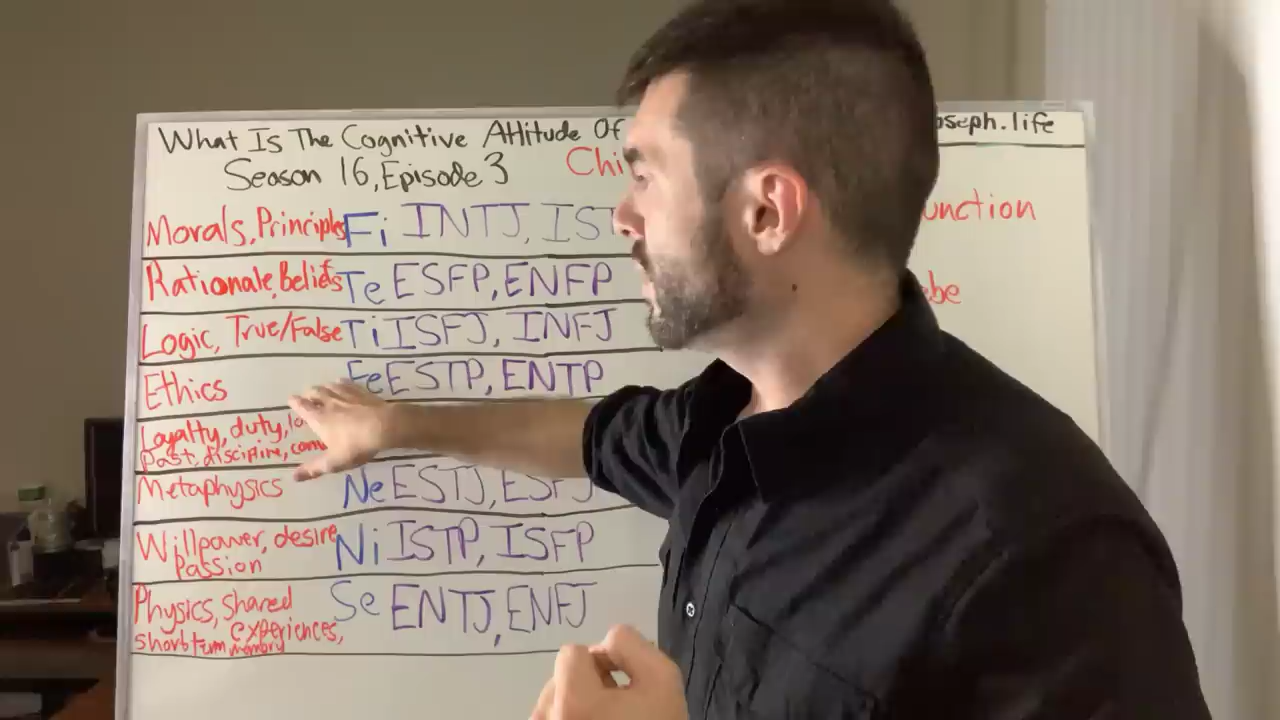 What Is The Cognitive Attitude Of
oseph.life
Season 16, Episode 3
Chi
Morals, Principles Fi INTJ, IST
unction
Rationale, Beliefs Te ESFP, ENFP
ebe
Logic, True/False Ti ISFJ, INFJ
Ethics Fe ESTP, ENTP
Loyalty, duty,
Past, discipline,
Metaphysics Ne ESTJ, ESFJ
Willpower, desire Ni ISTP, ISFP
Passion
Physics, shared Se ENTJ, ENFJ
experiences,
short term memory